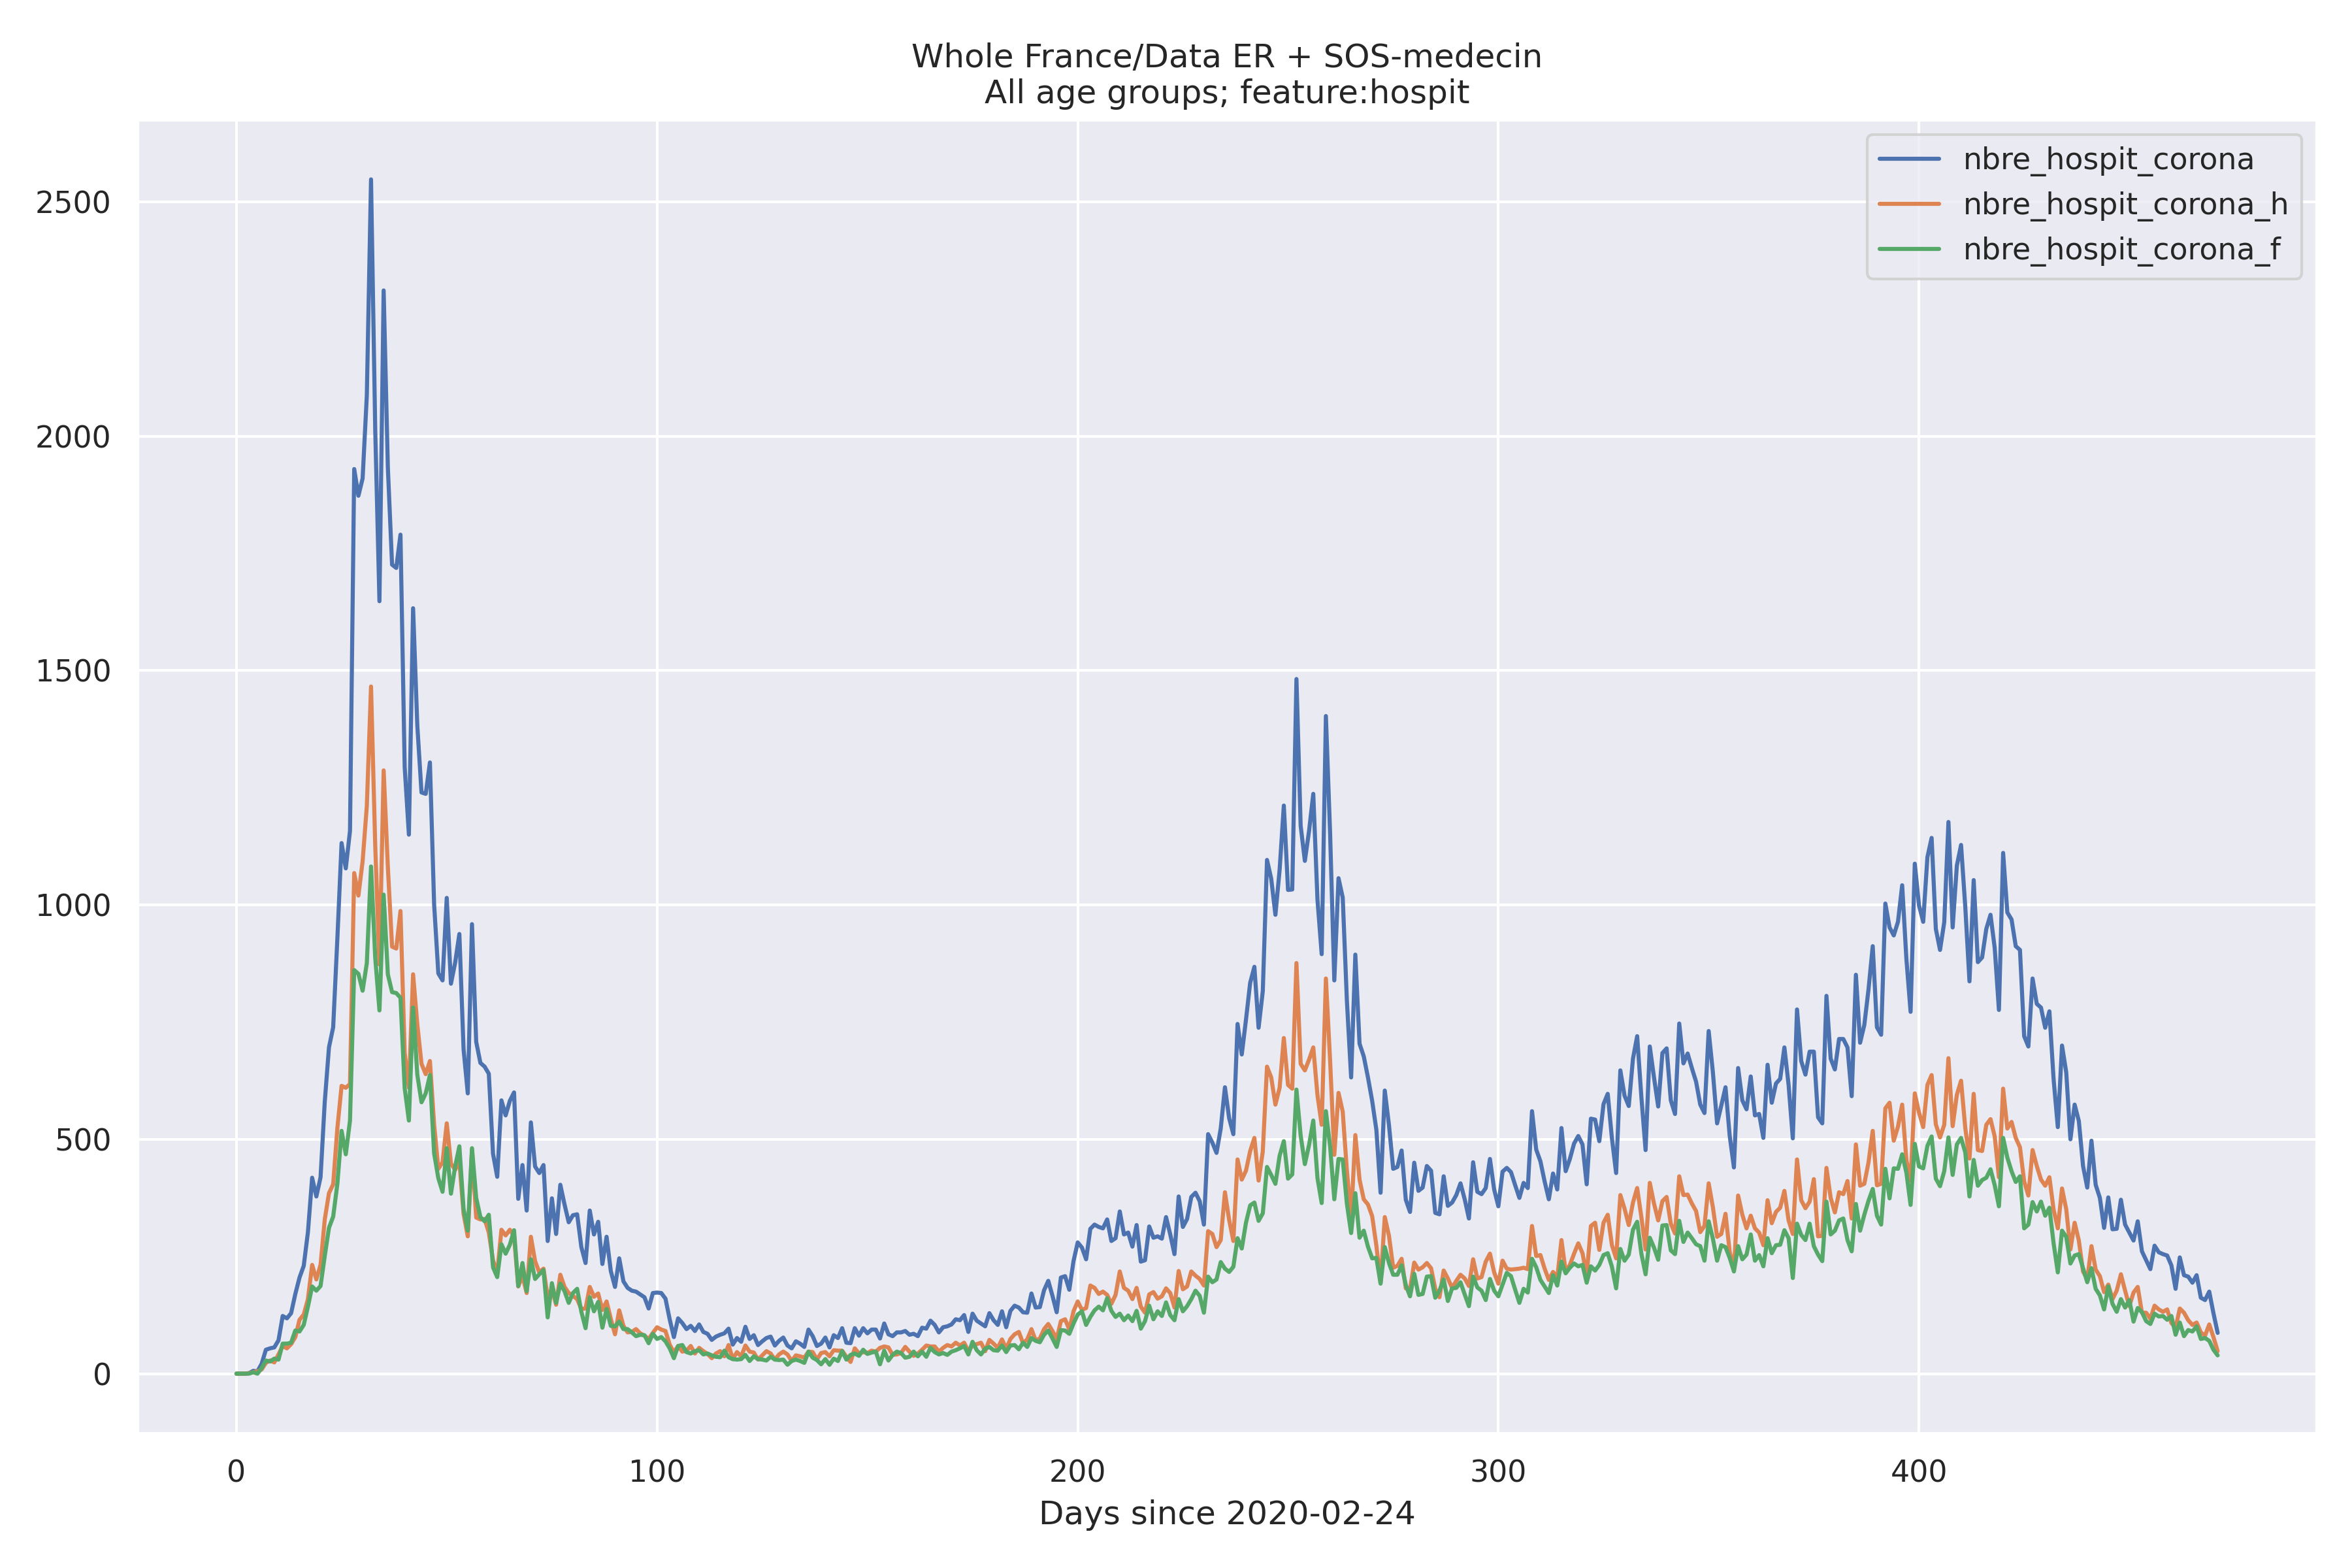 Whole France/Data ER + SOS-medecin
All age groups; feature:hospit
nbre_hospit_corona
nbre_hospit_corona_h
nbre_hospit_corona_f
2500
2000
1500
1000
500
0
0 100 200 300 400
Days since 2020-02-24